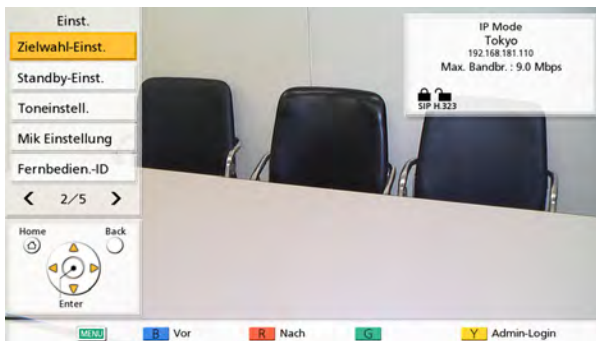 Einst.
Zielwahl-Einst.
Standby-Einst.
Toneinstell.
Mik Einstellung
Fernbedien.-ID
2/5
Home
Back
Enter
IP Mode
Tokyo
192.168.181.110
Max. Bandbr. : 9.0 Mbps
SIP H.323
MENU
B Vor
R Nach
G
Y Admin-Login